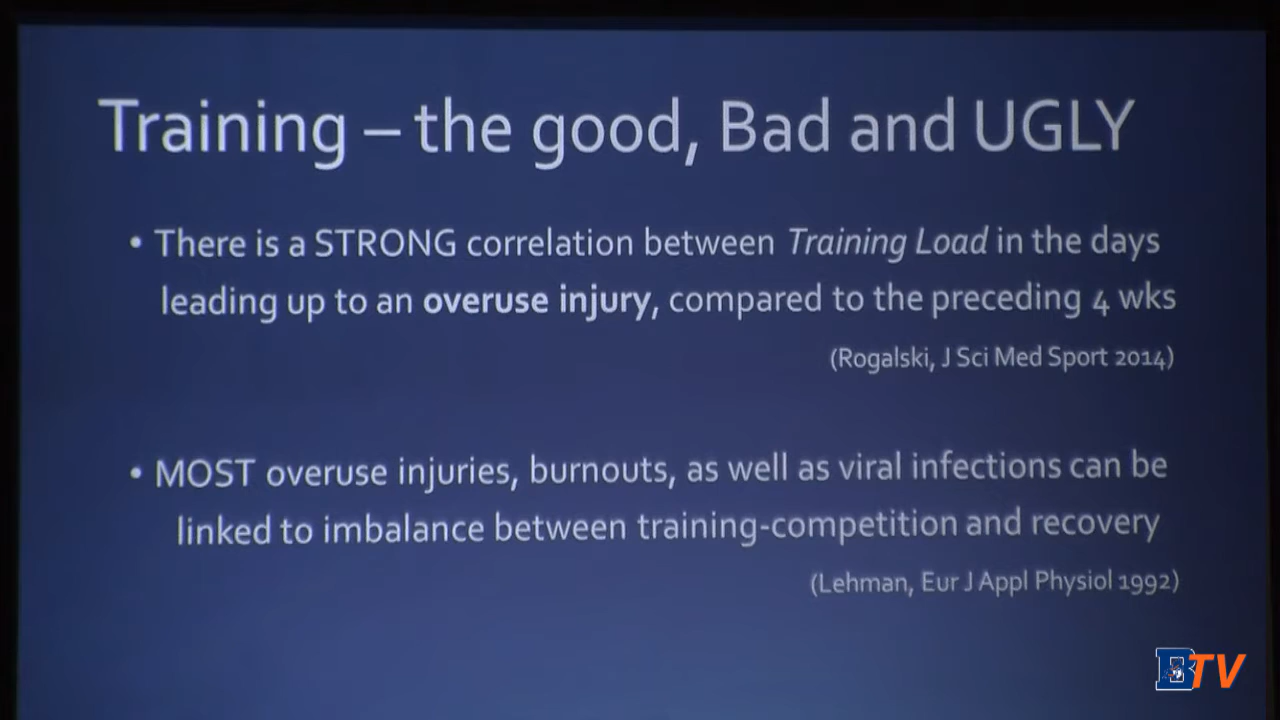 Training – the good, Bad and UGLY
• There is a STRONG correlation between Training Load in the days
leading up to an overuse injury, compared to the preceding 4 wks
(Rogalski, J Sci Med Sport 2014)
• MOST overuse injuries, burnouts, as well as viral infections can be
linked to imbalance between training-competition and recovery
(Lehman, Eur J Appl Physiol 1992)
BTV